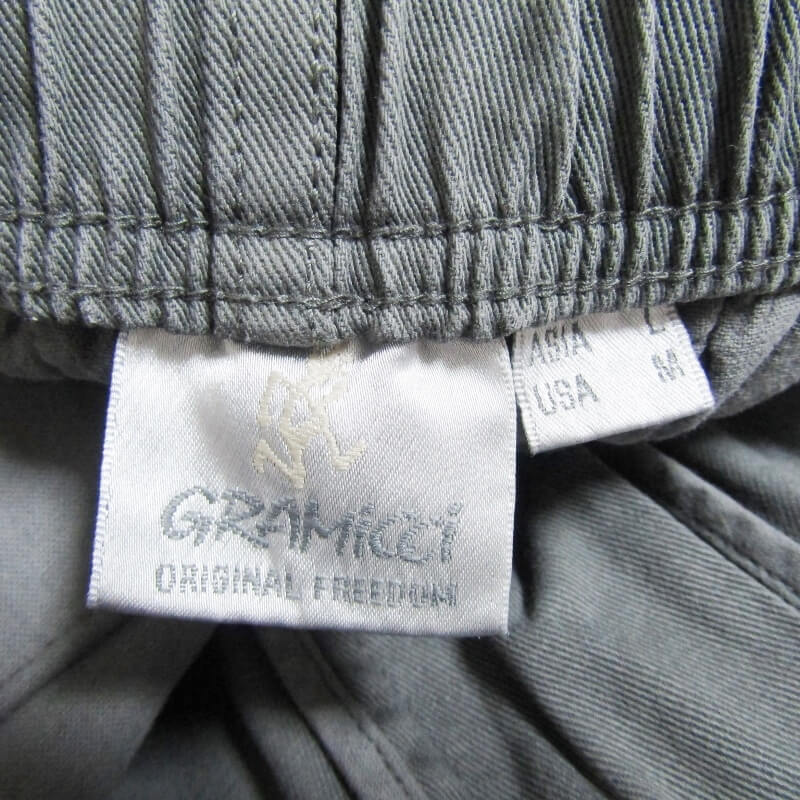 GRAMiCCi
ORIGINAL FREEDOM
ASIA L
USA M